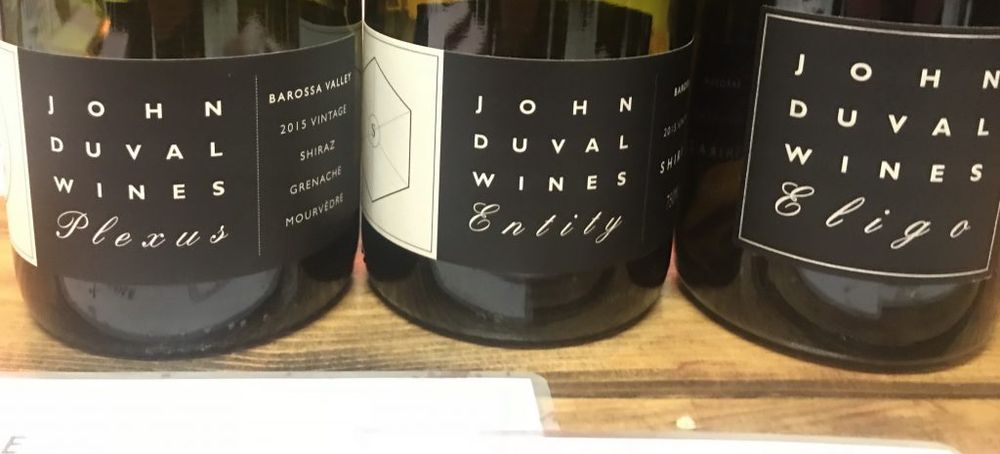 JOHN
DUVAL
WINES
Plexus
BAROSSA VALLEY
2015 VINTAGE
SHIRAZ
GRENACHE
MOURVÈDRE
S
JOHN
DUVAL
WINES
Entity
JOHN
DUVAL
WINES
Eligo
E